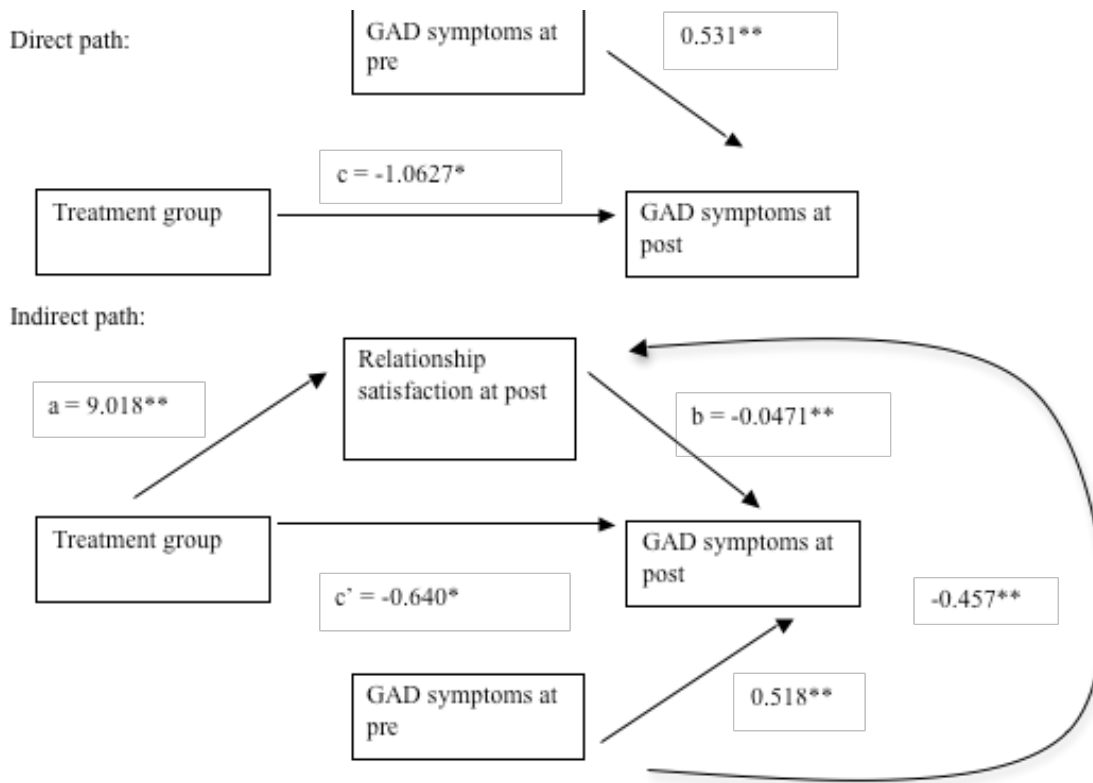 Direct path:
GAD symptoms at
pre
0.531**
c = -1.0627*
Treatment group
GAD symptoms at
post
Indirect path:
Relationship
satisfaction at post
a = 9.018**
b = -0.0471**
Treatment group
GAD symptoms at
post
c’ = -0.640*
-0.457**
GAD symptoms at
pre
0.518**